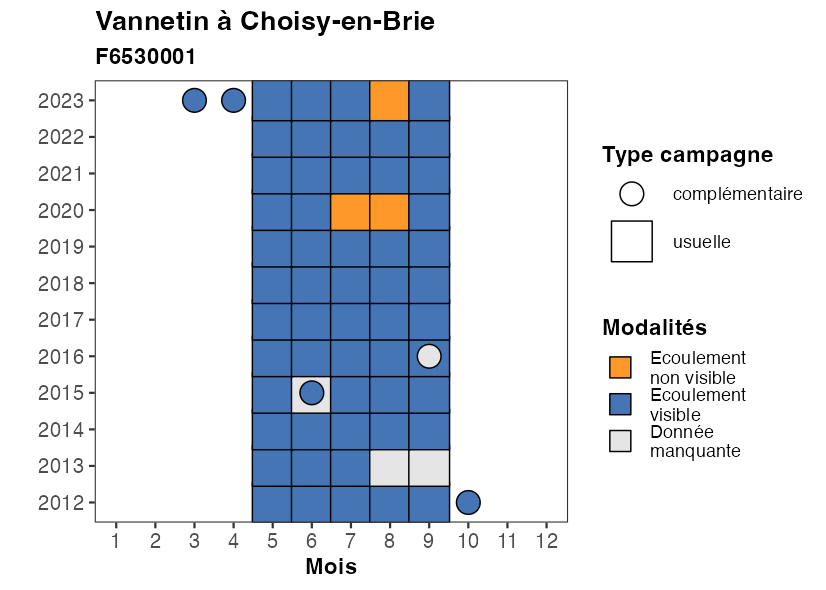 Vannetin à Choisy-en-Brie
F6530001
2023
2022
2021
2020
2019
2018
2017
2016
2015
2014
2013
2012
1 2 3 4 5 6 7 8 9 10 11 12
Mois
Type campagne
complémentaire
usuelle
Modalités
Ecoulement
non visible
Ecoulement
visible
Donnée
manquante